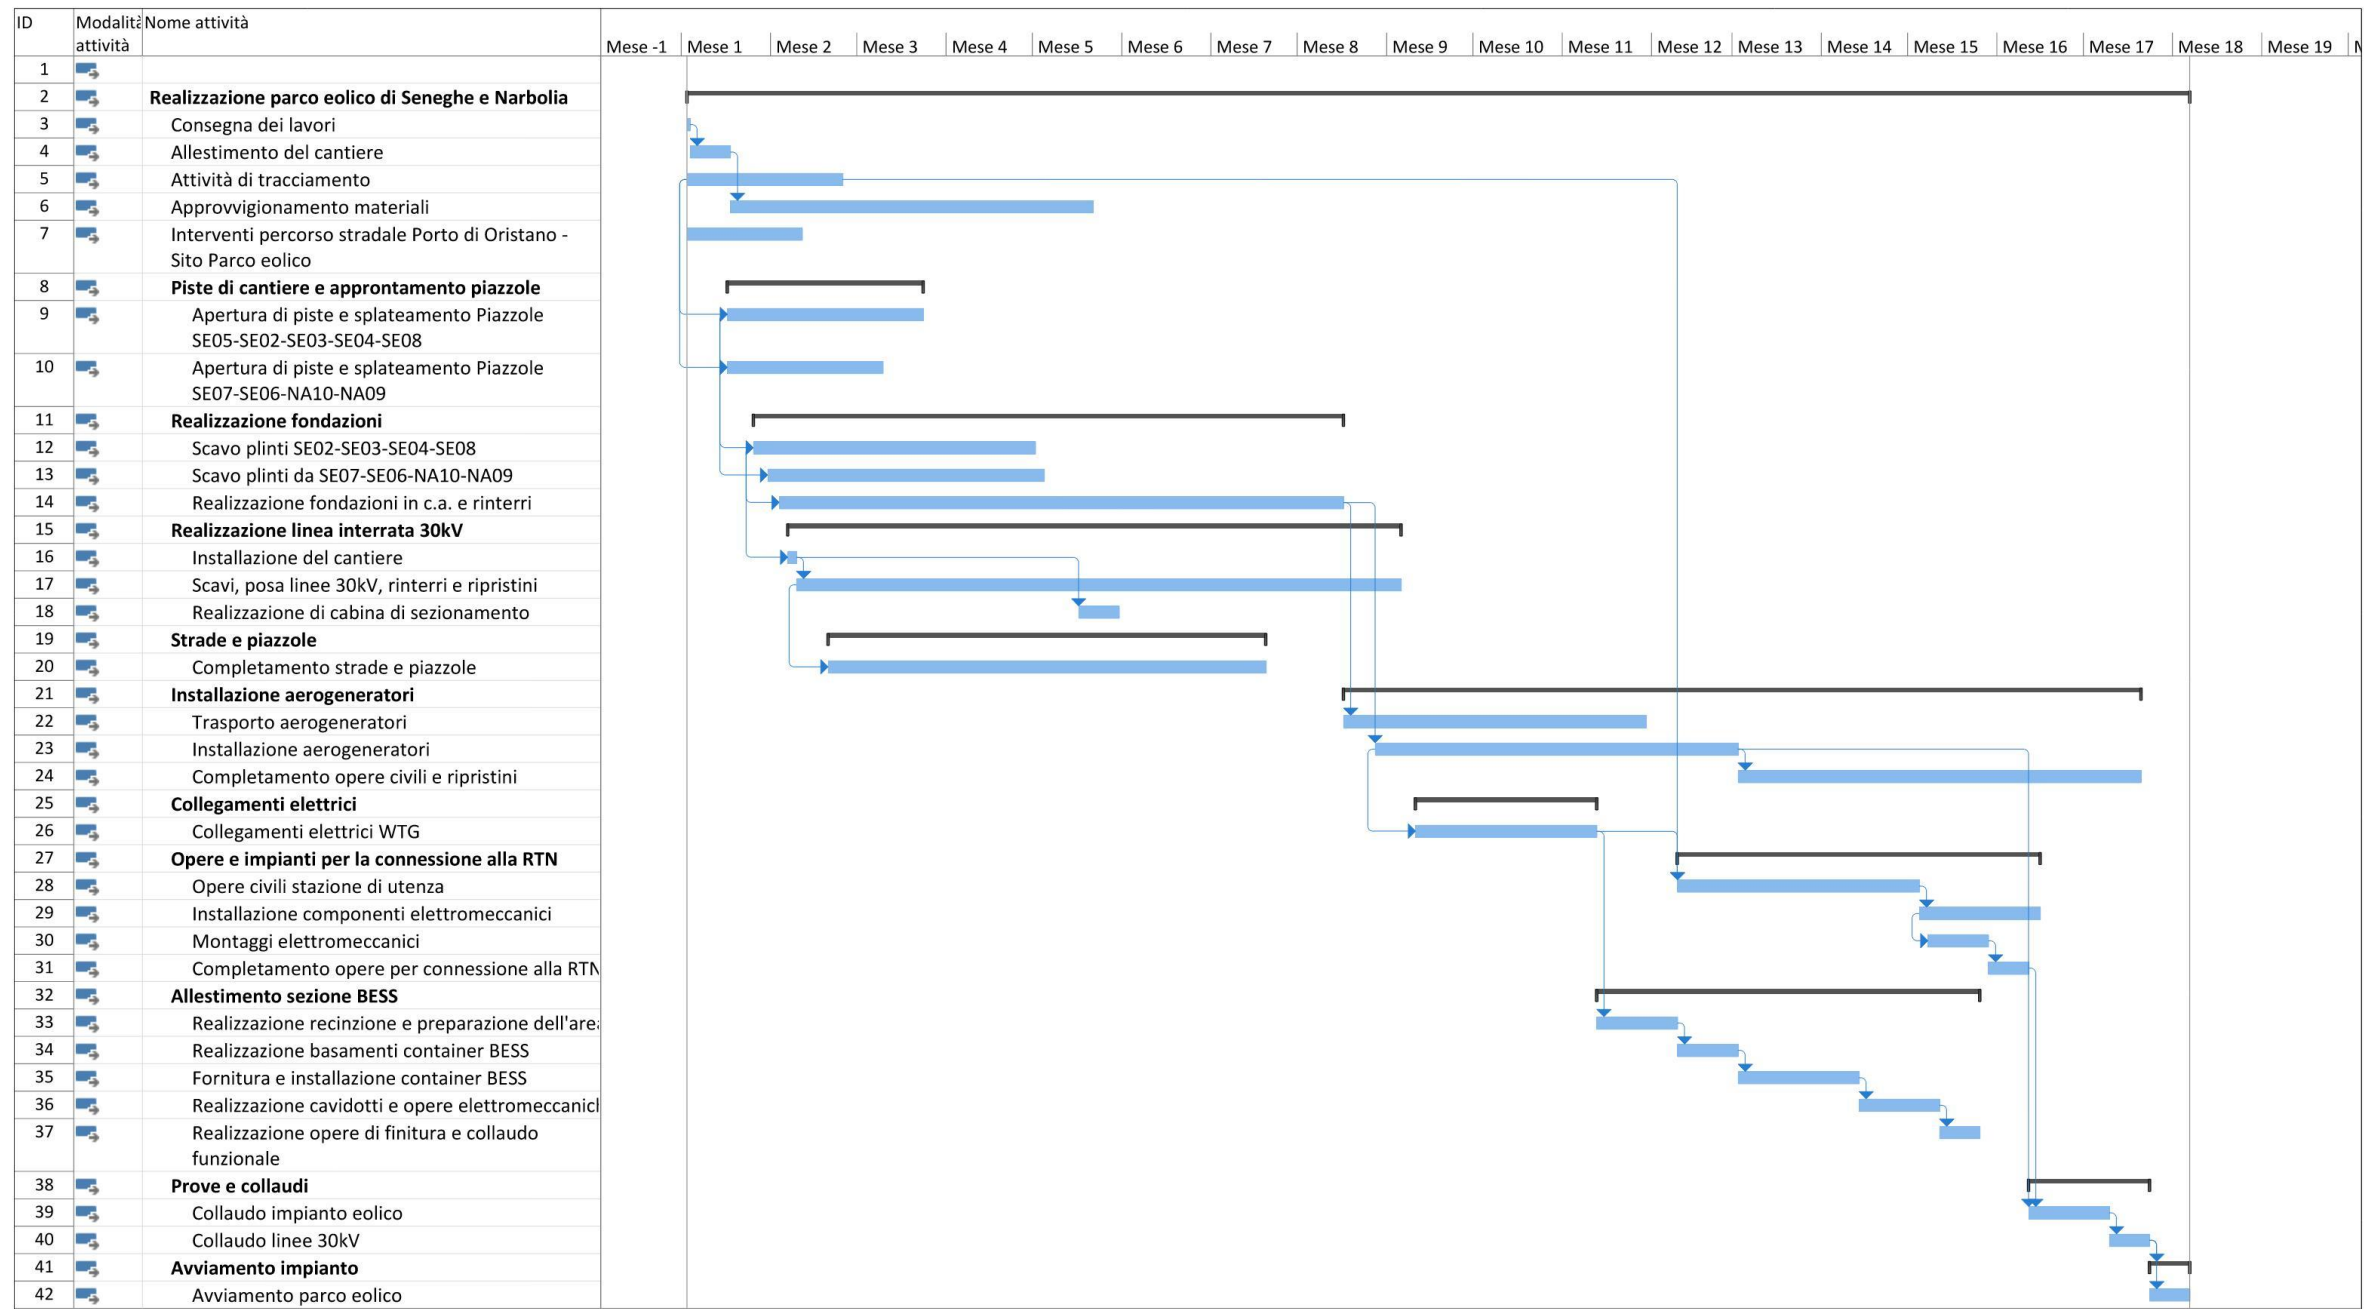 ID Modalità Nome attività
attività
Mese -1 Mese 1 Mese 2 Mese 3 Mese 4 Mese 5 Mese 6 Mese 7 Mese 8 Mese 9 Mese 10 Mese 11 Mese 12 Mese 13 Mese 14 Mese 15 Mese 16 Mese 17 Mese 18 Mese 19
1
2 Realizzazione parco eolico di Seneghe e Narbolia
3 Consegna dei lavori
4 Allestimento del cantiere
5 Attività di tracciamento
6 Approvvigionamento materiali
7 Interventi percorso stradale Porto di Oristano -
Sito Parco eolico
8 Piste di cantiere e approntamento piazzole
9 Apertura di piste e splateamento Piazzole
SE05-SE02-SE03-SE04-SE08
10 Apertura di piste e splateamento Piazzole
SE07-SE06-NA10-NA09
11 Realizzazione fondazioni
12 Scavo plinti SE02-SE03-SE04-SE08
13 Scavo plinti da SE07-SE06-NA10-NA09
14 Realizzazione fondazioni in c.a. e rinterri
15 Realizzazione linea interrata 30kV
16 Installazione del cantiere
17 Scavi, posa linee 30kV, rinterri e ripristini
18 Realizzazione di cabina di sezionamento
19 Strade e piazzole
20 Completamento strade e piazzole
21 Installazione aerogeneratori
22 Trasporto aerogeneratori
23 Installazione aerogeneratori
24 Completamento opere civili e ripristini
25 Collegamenti elettrici
26 Collegamenti elettrici WTG
27 Opere e impianti per la connessione alla RTN
28 Opere civili stazione di utenza
29 Installazione componenti elettromeccanici
30 Montaggi elettromeccanici
31 Completamento opere per connessione alla RTN
32 Allestimento sezione BESS
33 Realizzazione recinzione e preparazione dell'area
34 Realizzazione basamenti container BESS
35 Fornitura e installazione container BESS
36 Realizzazione cavidotti e opere elettromeccanich
37 Realizzazione opere di finitura e collaudo
funzionale
38 Prove e collaudi
39 Collaudo impianto eolico
40 Collaudo linee 30kV
41 Avviamento impianto
42 Avviamento parco eolico